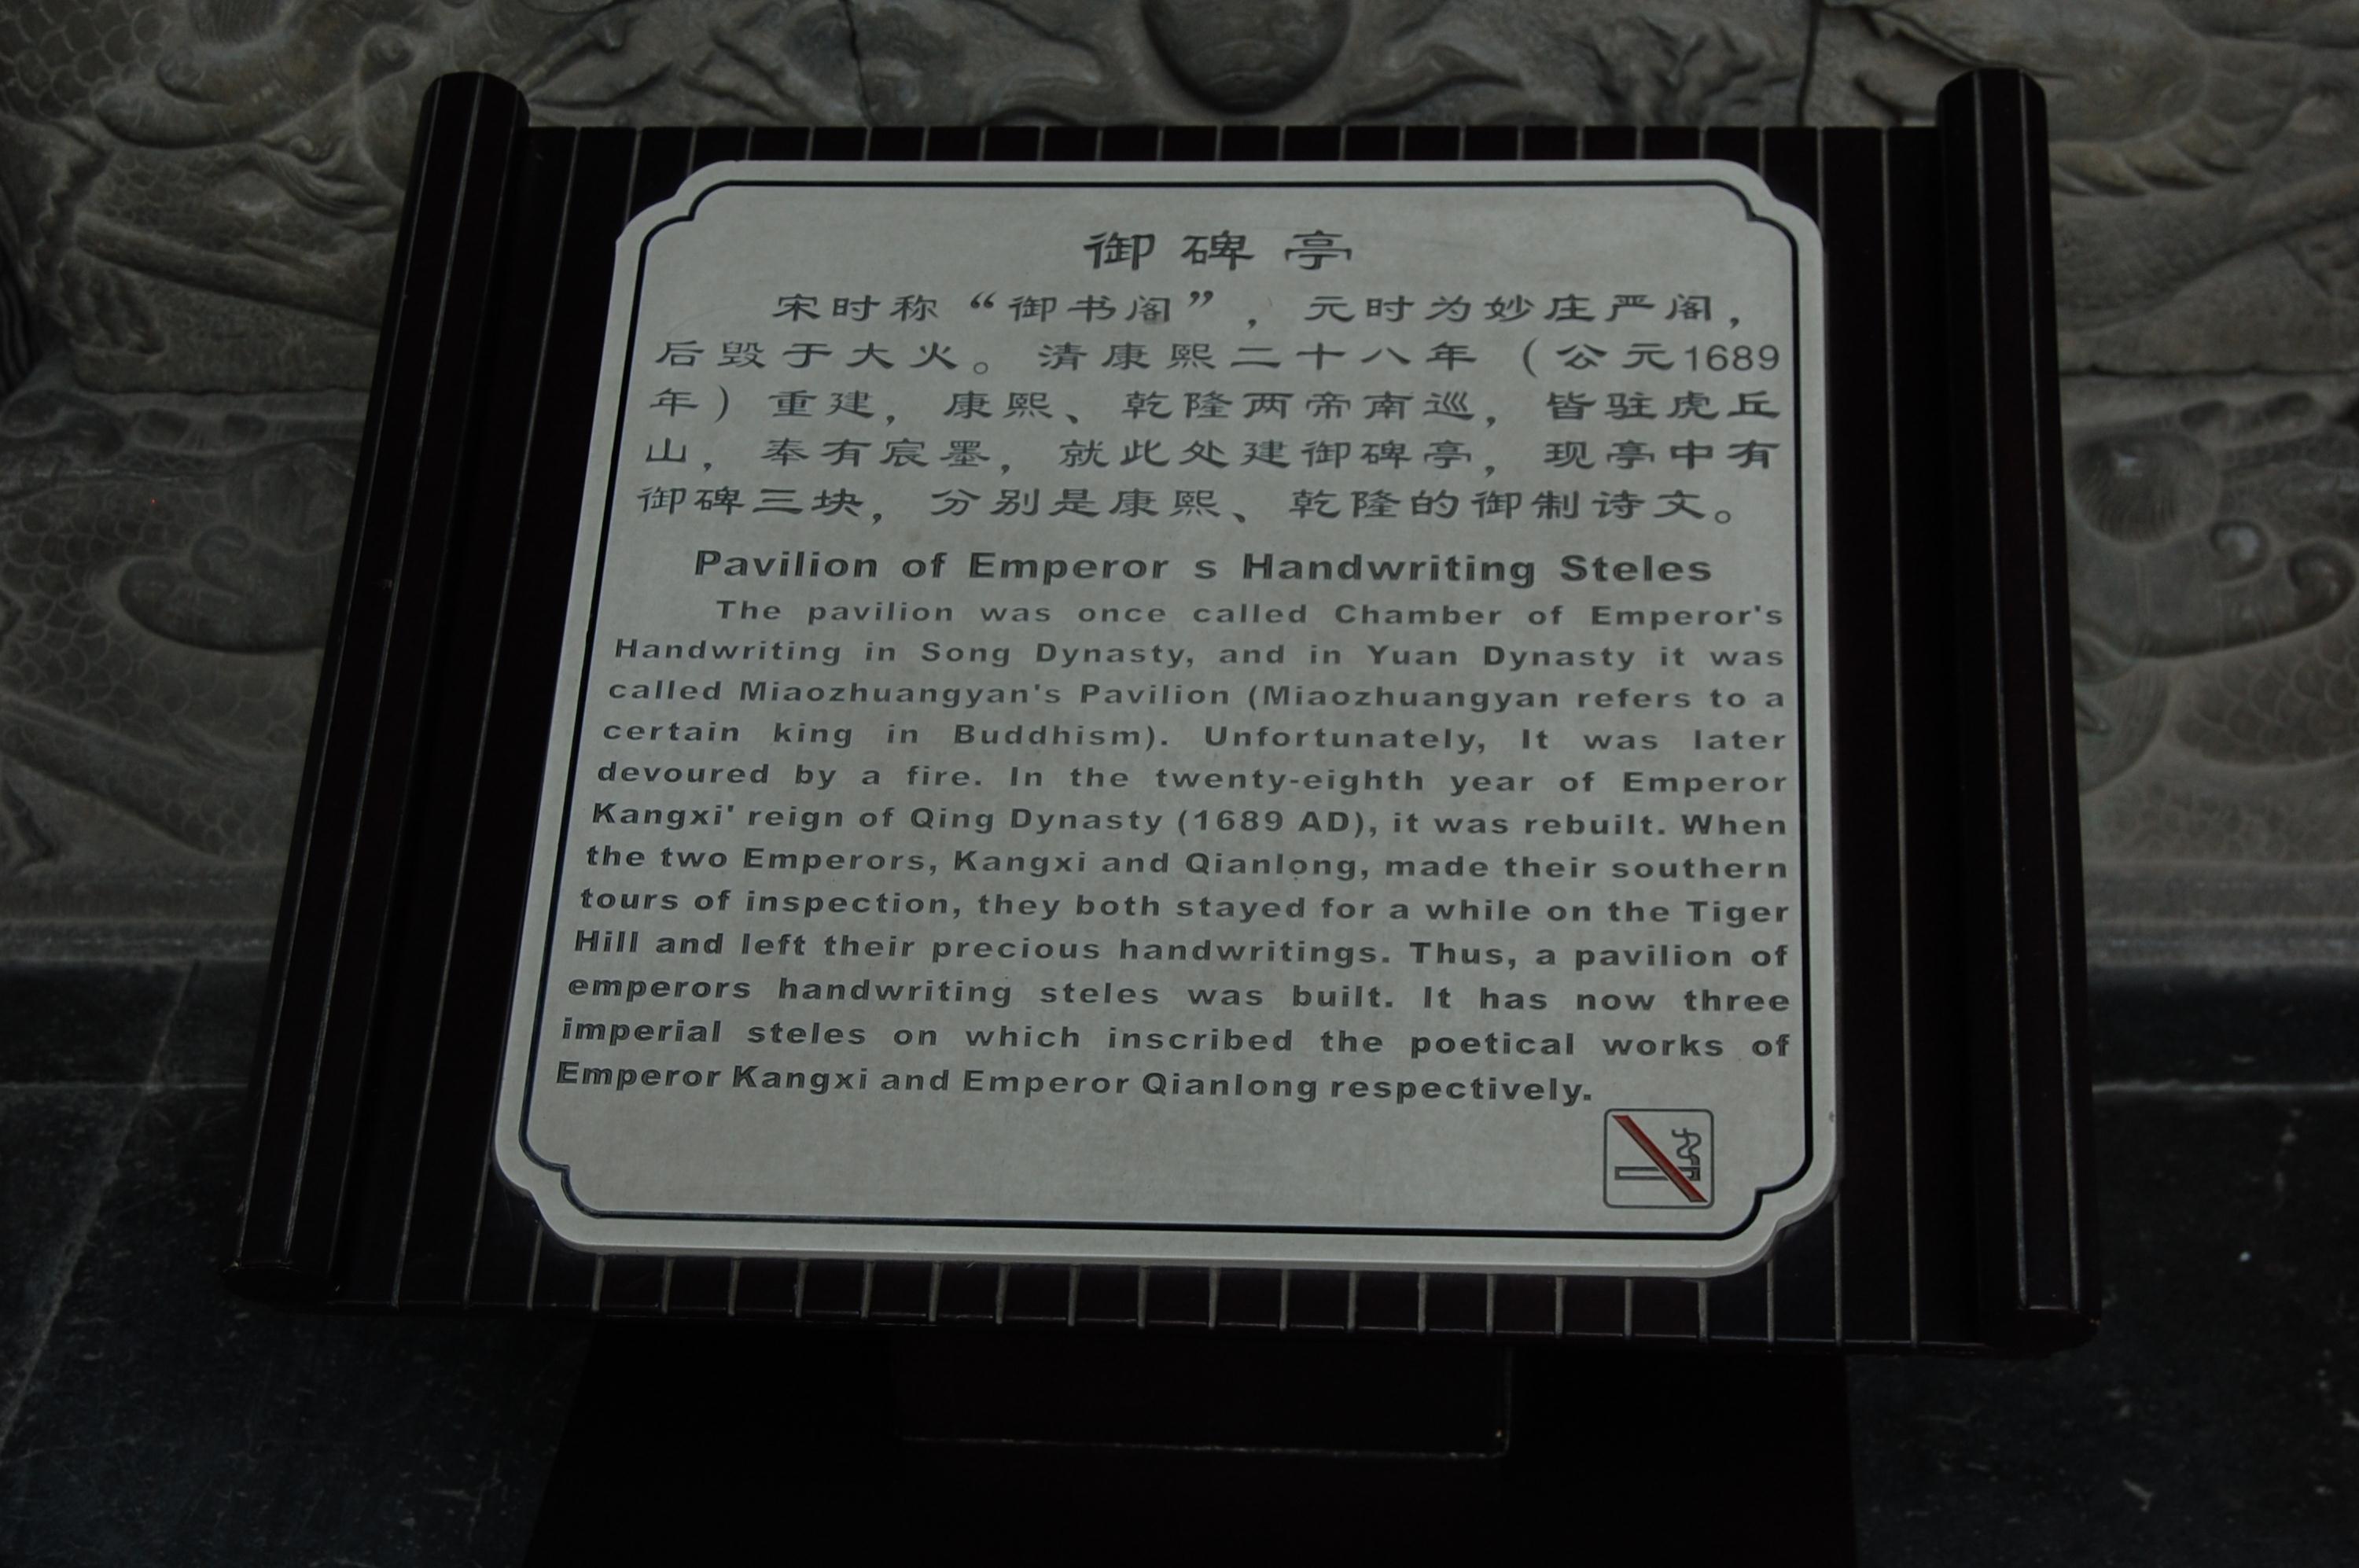 御碑亭
宋时称“御书阁”，元时为妙庄严阁，
后毁于大火。清康熙二十八年（公元1689
年）重建，康熙、乾隆两帝南巡，皆驻虎丘
山，奉有宸墨，就此处建御碑亭，现亭中有
御碑三块，分别是康熙、乾隆的御制诗文。
Pavilion of Emperor s Handwriting Steles
The pavilion was once called Chamber of Emperor's
Handwriting in Song Dynasty, and in Yuan Dynasty it was
called Miaozhuangyan's Pavilion (Miaozhuangyan refers to a
certain king in Buddhism). Unfortunately, It was later
devoured by a fire. In the twenty-eighth year of Emperor
Kangxi' reign of Qing Dynasty (1689 AD), it was rebuilt. When
the two Emperors, Kangxi and Qianlong, made their southern
tours of inspection, they both stayed for a while on the Tiger
Hill and left their precious handwritings. Thus, a pavilion of
emperors handwriting steles was built. It has now three
imperial steles on which inscribed the poetical works of
Emperor Kangxi and Emperor Qianlong respectively.